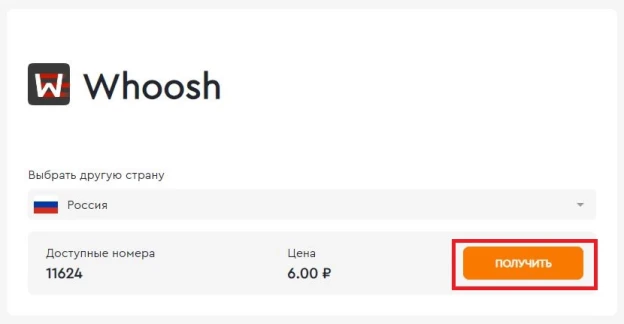 W
Whoosh
Выбрать другую страну
Россия
Доступные номера
11624
Цена
6.00 ₽
ПОЛУЧИТЬ